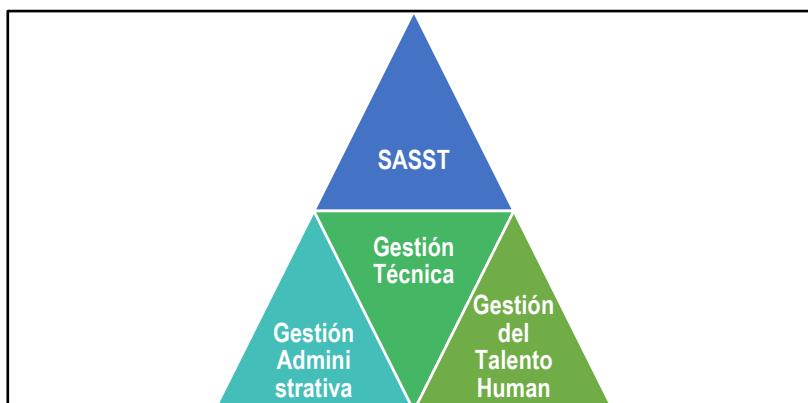 SASST
Gestión
Técnica
Gestión
Admini
strativa
Gestión
del
Talento
Human